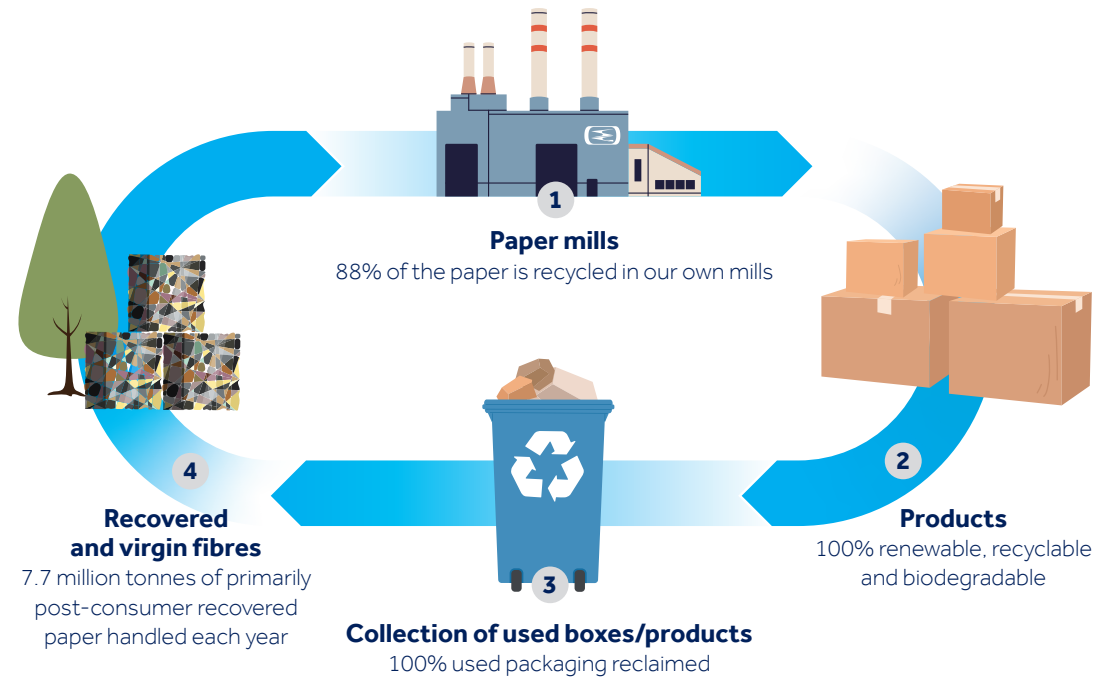 1
Paper mills
88% of the paper is recycled in our own mills
2
Products
100% renewable, recyclable
and biodegradable
3
Collection of used boxes/products
100% used packaging reclaimed
4
Recovered
and virgin fibres
7.7 million tonnes of primarily
post-consumer recovered
paper handled each year